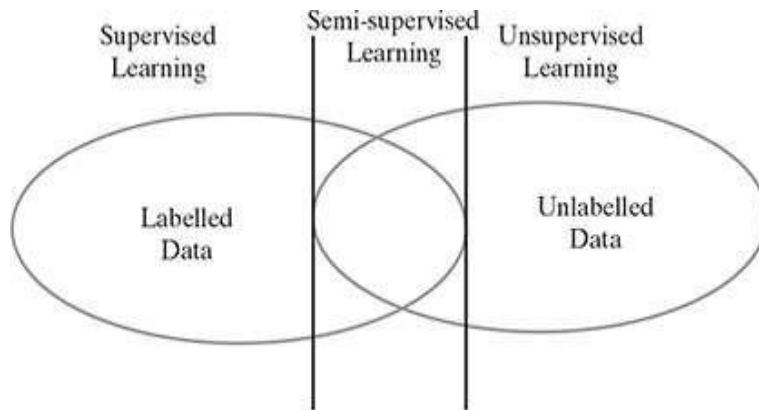 Supervised
Learning
Semi-supervised
Learning
Unsupervised
Learning
Labelled
Data
Unlabelled
Data